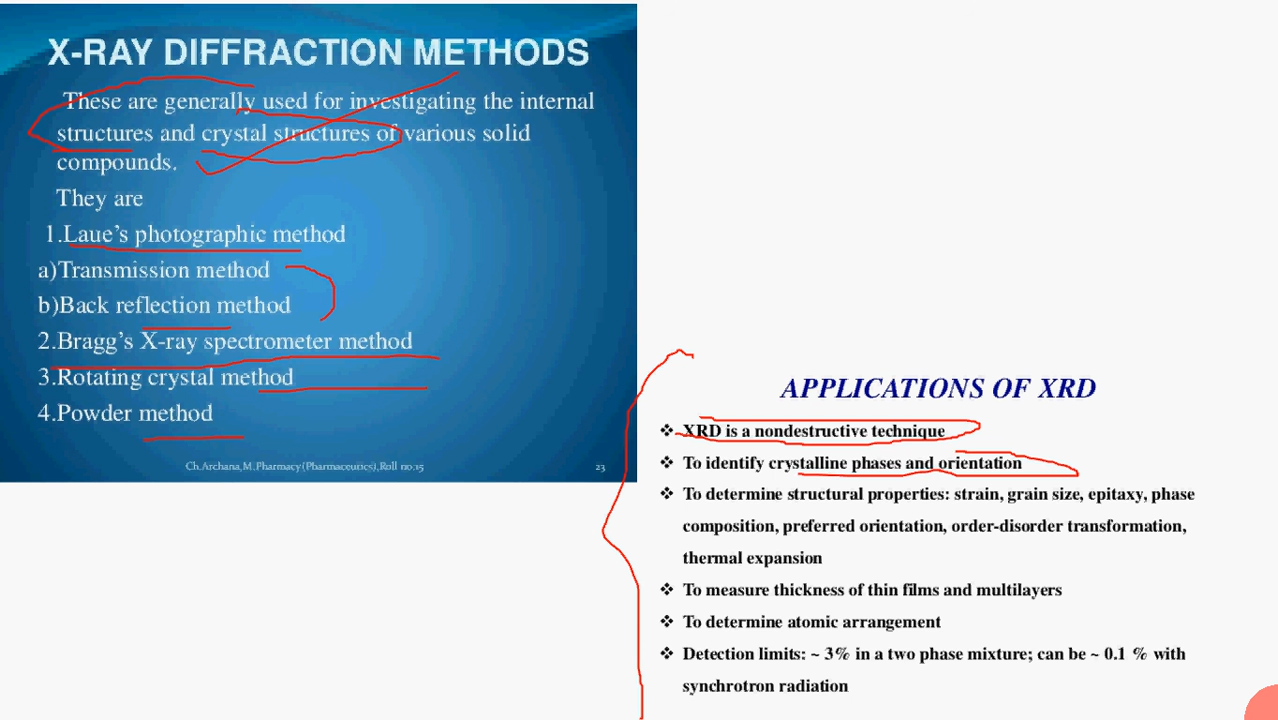 X-RAY DIFFRACTION METHODS
These are generally used for investigating the internal
structures and crystal structures of various solid
compounds.
They are
1.Laue’s photographic method
a)Transmission method
b)Back reflection method
2.Bragg’s X-ray spectrometer method
3.Rotating crystal method
4.Powder method
Ch.Archana,M.Pharmacy(Pharmaceutics),Roll no:15
23
APPLICATIONS OF XRD
❖ XRD is a nondestructive technique
❖ To identify crystalline phases and orientation
❖ To determine structural properties: strain, grain size, epitaxy, phase
composition, preferred orientation, order-disorder transformation,
thermal expansion
❖ To measure thickness of thin films and multilayers
❖ To determine atomic arrangement
❖ Detection limits: ~ 3% in a two phase mixture; can be ~ 0.1 % with
synchrotron radiation